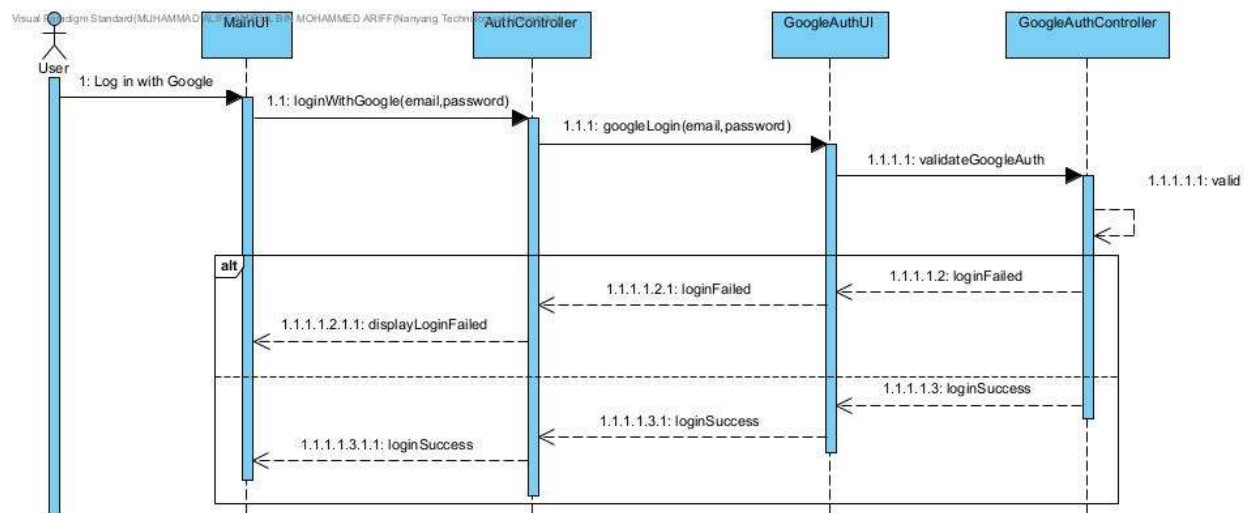 Visual Paradigm Standard(MUHAMMAD ALIFF BIN MOHAMMED ARIFF(Nanyang
MainUI
AuthController
GoogleAuthUI
GoogleAuthController
User
1: Log in with Google
1.1: loginWithGoogle(email,password)
1.1.1: googleLogin(email,password)
1.1.1.1: validateGoogleAuth
1.1.1.1.1: valid
alt
1.1.1.1.2: loginFailed
1.1.1.1.2.1: loginFailed
1.1.1.1.2.1.1: displayLoginFailed
1.1.1.1.3: loginSuccess
1.1.1.1.3.1: loginSuccess
1.1.1.1.3.1.1: loginSuccess